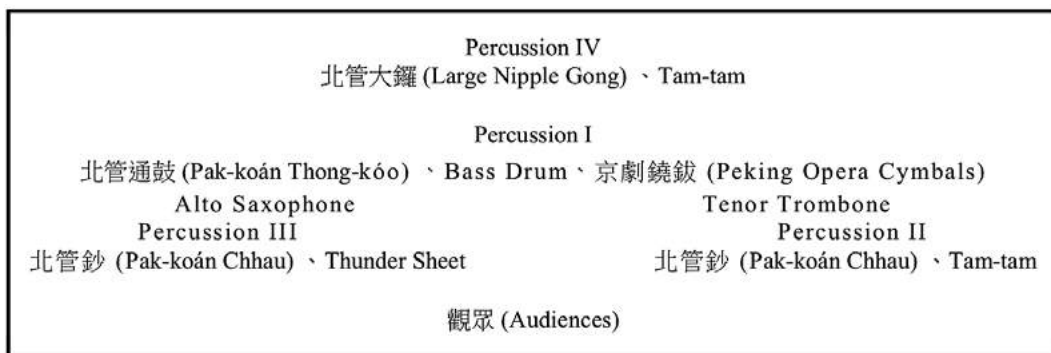 Percussion IV
北管大鑼 (Large Nipple Gong) 、Tam-tam
Percussion I
北管通鼓 (Pak-koán Thong-kóo) 、Bass Drum、京劇鐃鈸 (Peking Opera Cymbals)
Alto Saxophone Tenor Trombone
Percussion III Percussion II
北管鈔 (Pak-koán Chhau) 、Thunder Sheet 北管鈔 (Pak-koán Chhau) 、Tam-tam
觀眾 (Audiences)